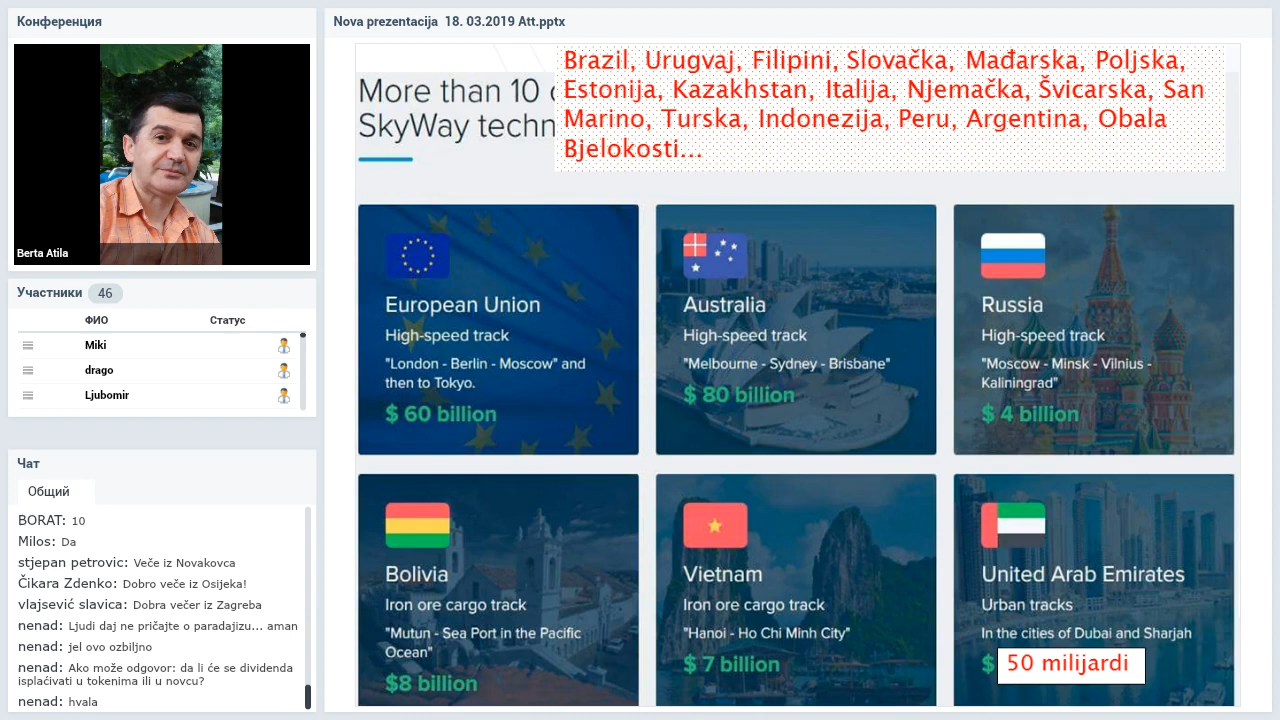 Конференция
Berta Atila
Участники 46
ФИО Статус
Miki
drago
Ljubomir
Чат
Общий
BORAT: 10
Milos: Da
stjepan petrovic: Veče iz Novakovca
Čikara Zdenko: Dobro veče iz Osijeka!
vlajsević slavica: Dobra večer iz Zagreba
nenad: Ljudi daj ne pričajte o paradajizu... aman
nenad: jel ovo ozbiljno
nenad: Ako može odgovor: da li će se dividenda
isplaćivati u tokenima ili u novcu?
nenad: hvala
Nova prezentacija 18. 03.2019 Att.pptx
Brazil, Urugvaj, Filipini, Slovačka, Mađarska, Poljska,
Estonija, Kazakhstan, Italija, Njemačka, Švicarska, San
Marino, Turska, Indonezija, Peru, Argentina, Obala
Bjelokosti...
More than 10
SkyWay techn
European Union
High-speed track
"London - Berlin - Moscow" and
then to Tokyo.
$ 60 billion
Australia
High-speed track
"Melbourne - Sydney - Brisbane"
$ 80 billion
Russia
High-speed track
"Moscow - Minsk - Vilnius -
Kaliningrad"
$ 4 billion
Bolivia
Iron ore cargo track
"Mutun - Sea Port in the Pacific
Ocean"
$8 billion
Vietnam
Iron ore cargo track
"Hanoi - Ho Chi Minh City"
$ 7 billion
United Arab Emirates
Urban tracks
In the cities of Dubai and Sharjah
$ 50 milijardi